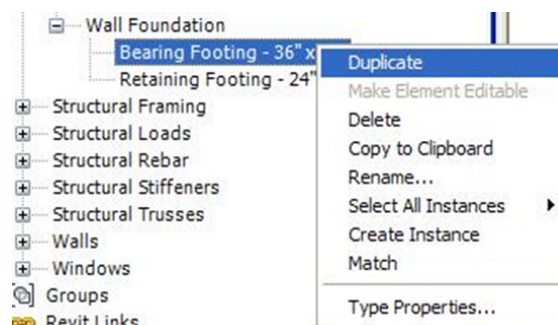 Wall Foundation
Bearing Footing - 36" x
Retaining Footing - 24"
Structural Framing
Structural Loads
Structural Rebar
Structural Stiffeners
Structural Trusses
Walls
Windows
Groups
Revit Links
Duplicate
Make Element Editable
Delete
Copy to Clipboard
Rename...
Select All Instances
Create Instance
Match
Type Properties...